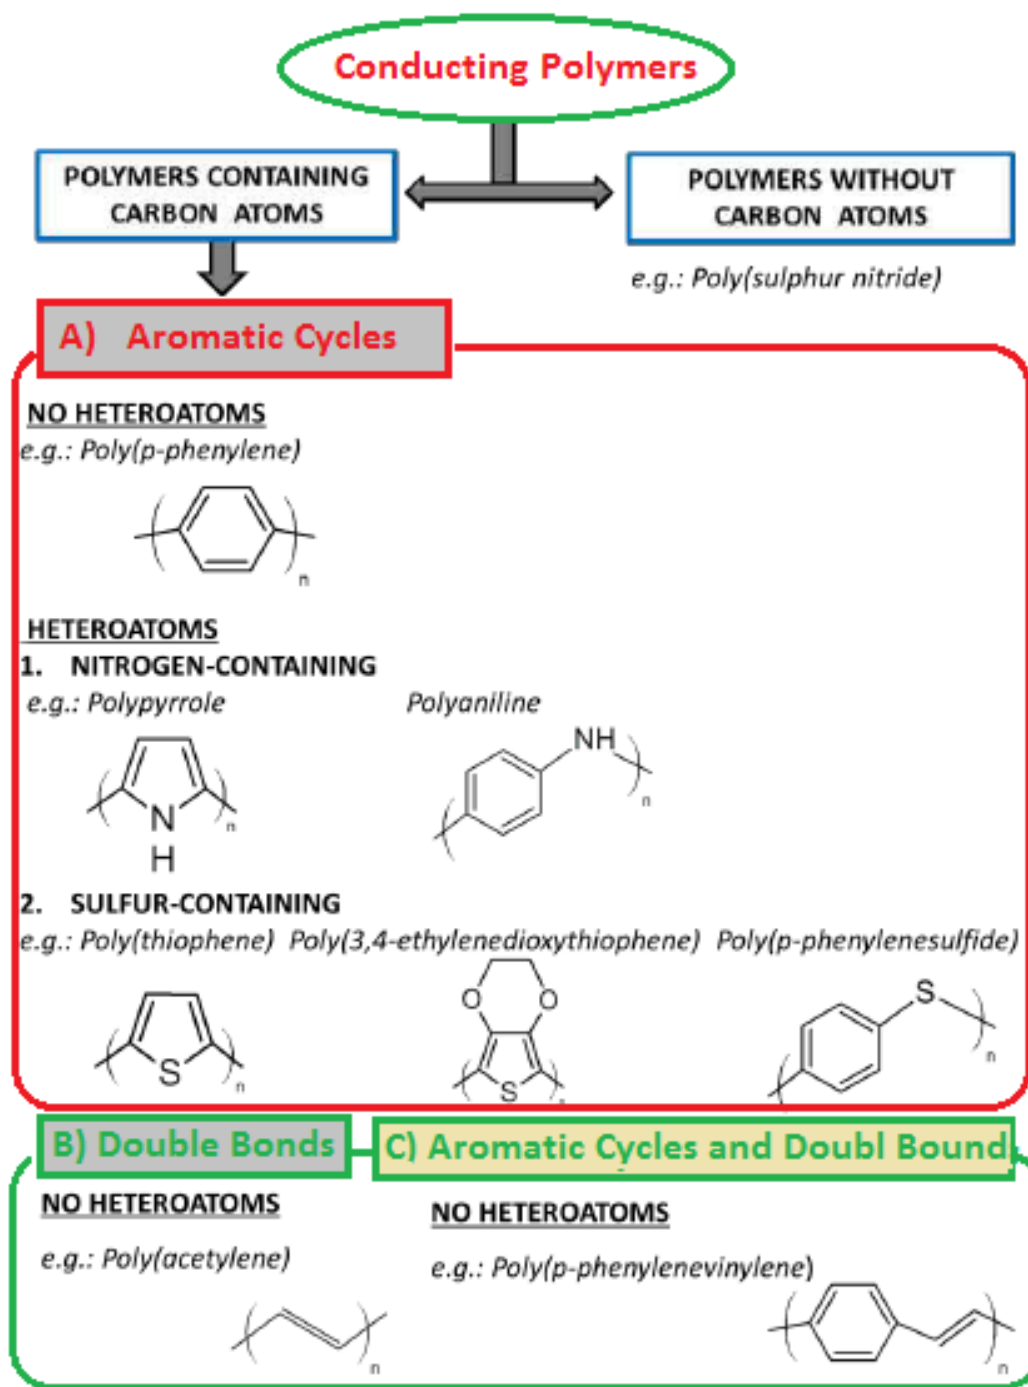 Conducting Polymers
POLYMERS CONTAINING
CARBON ATOMS
POLYMERS WITHOUT
CARBON ATOMS
e.g.: Poly(sulphur nitride)
A) Aromatic Cycles
NO HETEROATOMS
e.g.: Poly(p-phenylene)
n
HETEROATOMS
1. NITROGEN-CONTAINING
e.g.: Polypyrrole Polyaniline
NH
n
N
H
n
2. SULFUR-CONTAINING
e.g.: Poly(thiophene) Poly(3,4-ethylenedioxythiophene) Poly(p-phenylenesulfide)
S
n
O O
S
n
S
n
B) Double Bonds
C) Aromatic Cycles and Doubl Bound
NO HETEROATOMS
e.g.: Poly(acetylene)
n
NO HETEROATOMS
e.g.: Poly(p-phenylenevinylene)
n